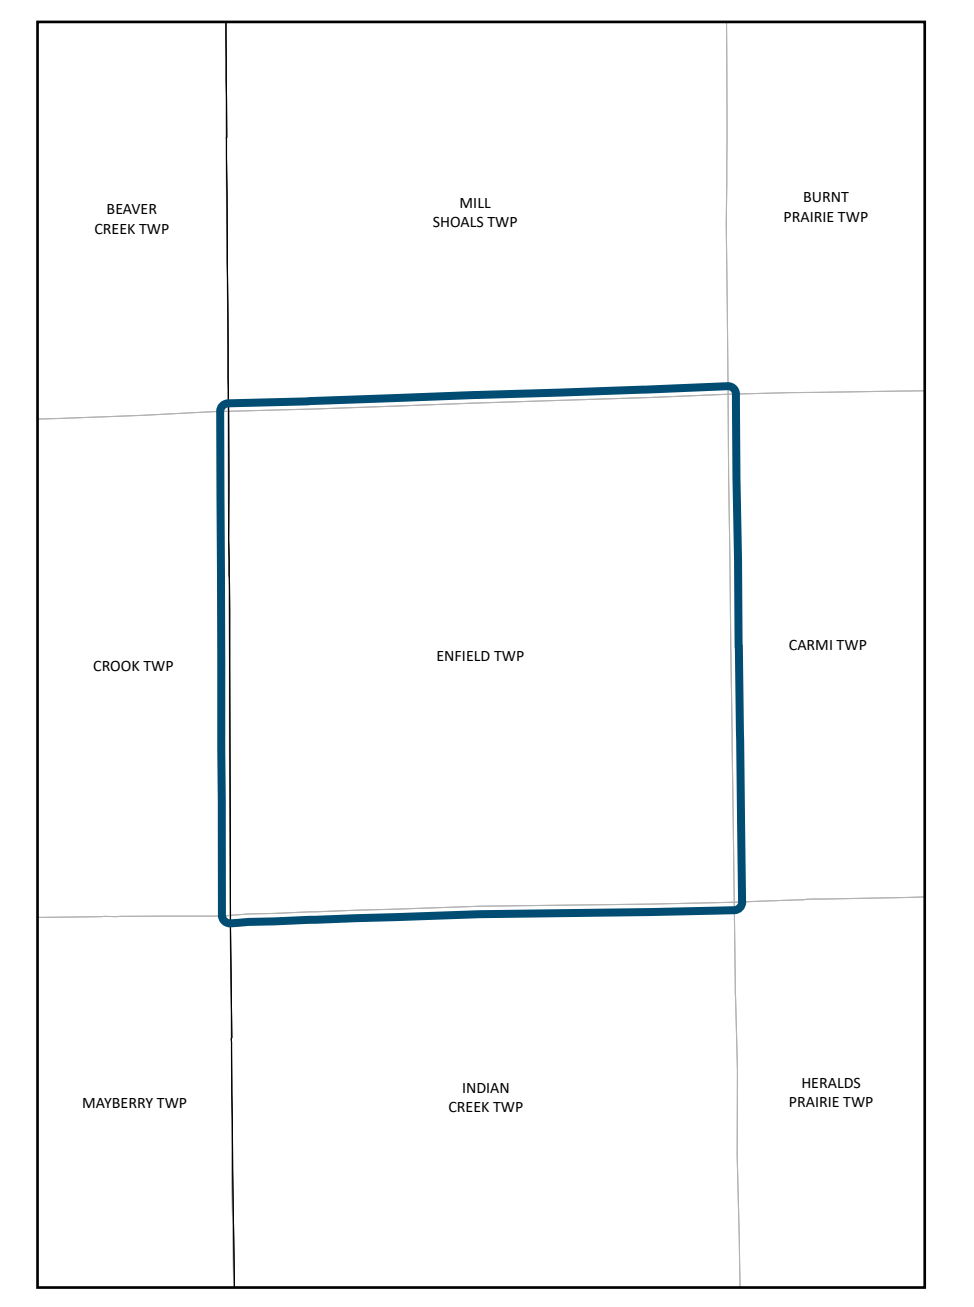 BEAVER
CREEK TWP
MILL
SHOALS TWP
BURNT
PRAIRIE TWP
CROOK TWP
ENFIELD TWP
CARMI TWP
MAYBERRY TWP
INDIAN
CREEK TWP
HERALDS
PRAIRIE TWP